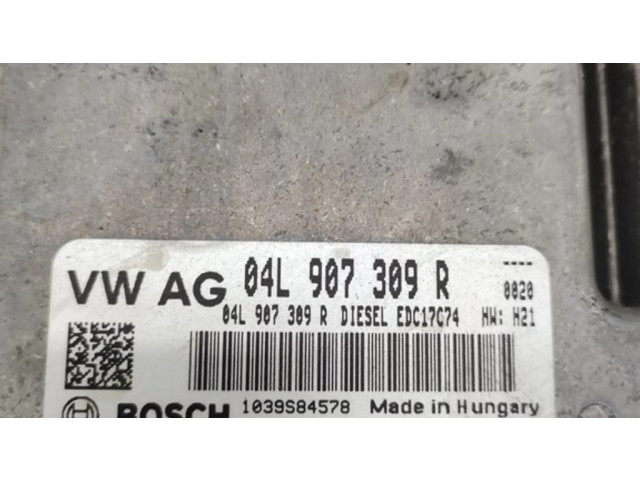 VW AG 04L 907 309 R ----
04L 907 309 R DIESEL EDC17C74 0020
HW: H21
BOSCH 1039S84578 Made in Hungary